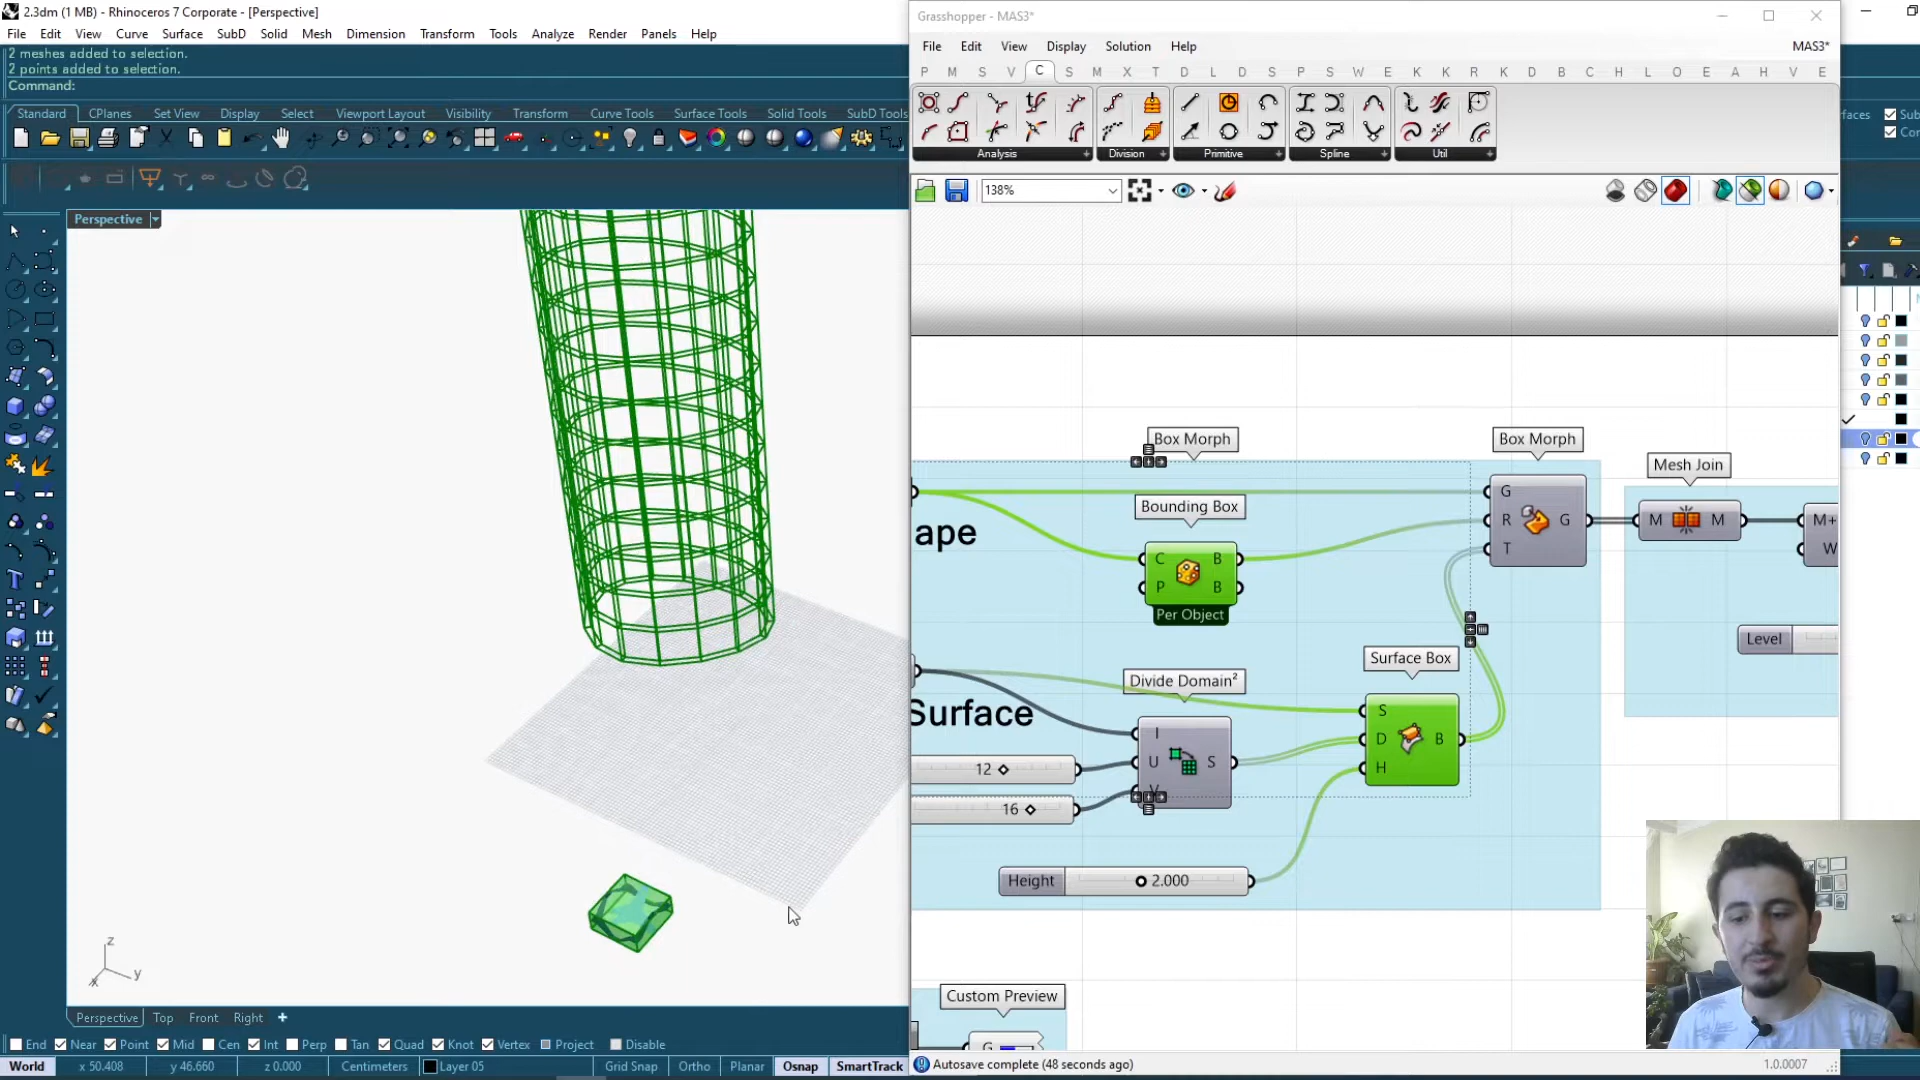 2.3dm (1 MB) - Rhinoceros 7 Corporate - [Perspective]
File Edit View Curve Surface SubD Solid Mesh Dimension Transform Tools Analyze Render Panels Help
2 meshes added to selection.
2 points added to selection.
Command:
Standard CPlanes Set View Display Select Viewport Layout Visibility Transform Curve Tools Surface Tools Solid Tools SubD Tools
Perspective
z
y
x
Perspective Top Front Right
End Near Point Mid Cen Int Perp Tan Quad Knot Vertex Project Disable
World x 50.408 y 46.660 z 0.000 Centimeters Layer 05 Grid Snap Ortho Planar Osnap SmartTrack
Grasshopper - MAS3*
File Edit View Display Solution Help MAS3*
P M S V C S M X T D L D S P S W E K K R K D B C H L O E A H V E
Analysis Division Primitive Spline Util
138%
Box Morph
Box Morph
Mesh Join
Bounding Box
G
R G
T
M M
M+
W
ape
C B
P B
Per Object
Level
Surface Box
Divide Domain²
Surface
I
U S
V
S
D B
H
12
16
Height 2.000
Custom Preview
G
Autosave complete (48 seconds ago)
1.0.0007
faces Sub
Cor